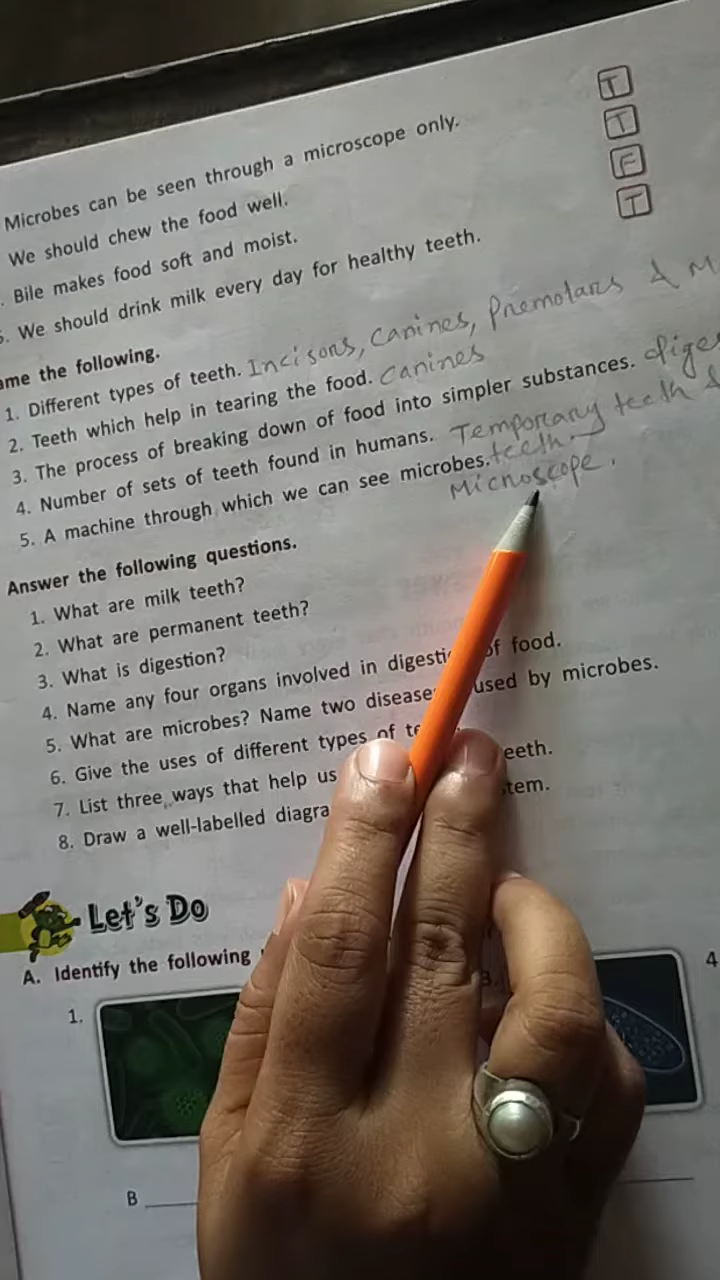 Microbes can be seen through a microscope only. T
We should chew the food well. T
. Bile makes food soft and moist. F
. We should drink milk every day for healthy teeth. T
ame the following.
1. Different types of teeth. Incisors, Canines, Premolars & M
2. Teeth which help in tearing the food. Canines
3. The process of breaking down of food into simpler substances. dige
4. Number of sets of teeth found in humans. Temporary teeth &
teeth
5. A machine through which we can see microbes. Microscope.
Answer the following questions.
1. What are milk teeth?
2. What are permanent teeth?
3. What is digestion?
4. Name any four organs involved in digesti of food.
5. What are microbes? Name two disease used by microbes.
6. Give the uses of different types of te
7. List three ways that help us eeth.
8. Draw a well-labelled diagra tem.
Let's Do
A. Identify the following
1.
3.
4
B